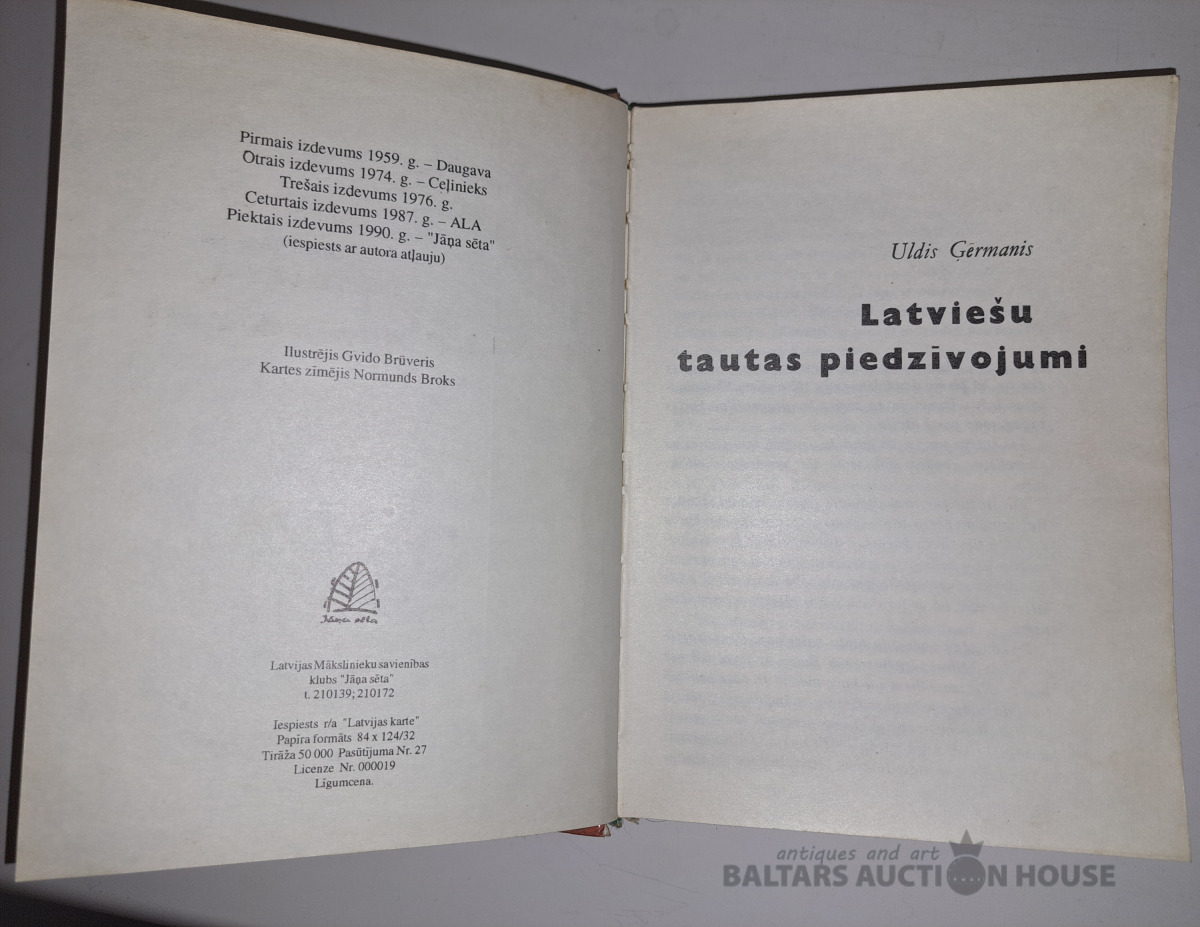 Pirmais izdevums 1959. g. – Daugava
Otrais izdevums 1974. g. – Ceļinieks
Trešais izdevums 1976. g.
Ceturtais izdevums 1987. g. – ALA
Piektais izdevums 1990. g. – "Jāņa sēta"
(iespiests ar autora atļauju)
Ilustrējis Gvido Brūveris
Kartes zīmējis Normunds Broks
Jāņa sēta
Latvijas Mākslinieku savienības
klubs "Jāņa sēta"
t. 210139; 210172
Iespiests r/a "Latvijas karte"
Papīra formāts 84 x 124/32
Tirāža 50 000 Pasūtījuma Nr. 27
Licenze Nr. 000019
Līgumcena.
Uldis Ģērmanis
Latviešu
tautas piedzīvojumi
antiques and art
BALTARS AUCTION HOUSE